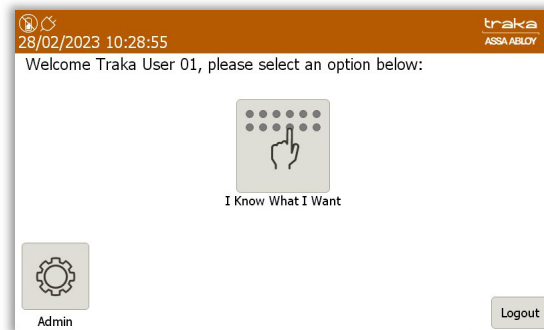 traka
28/02/2023 10:28:55
ASSA ABLOY
Welcome Traka User 01, please select an option below:
I Know What I Want
Admin
Logout